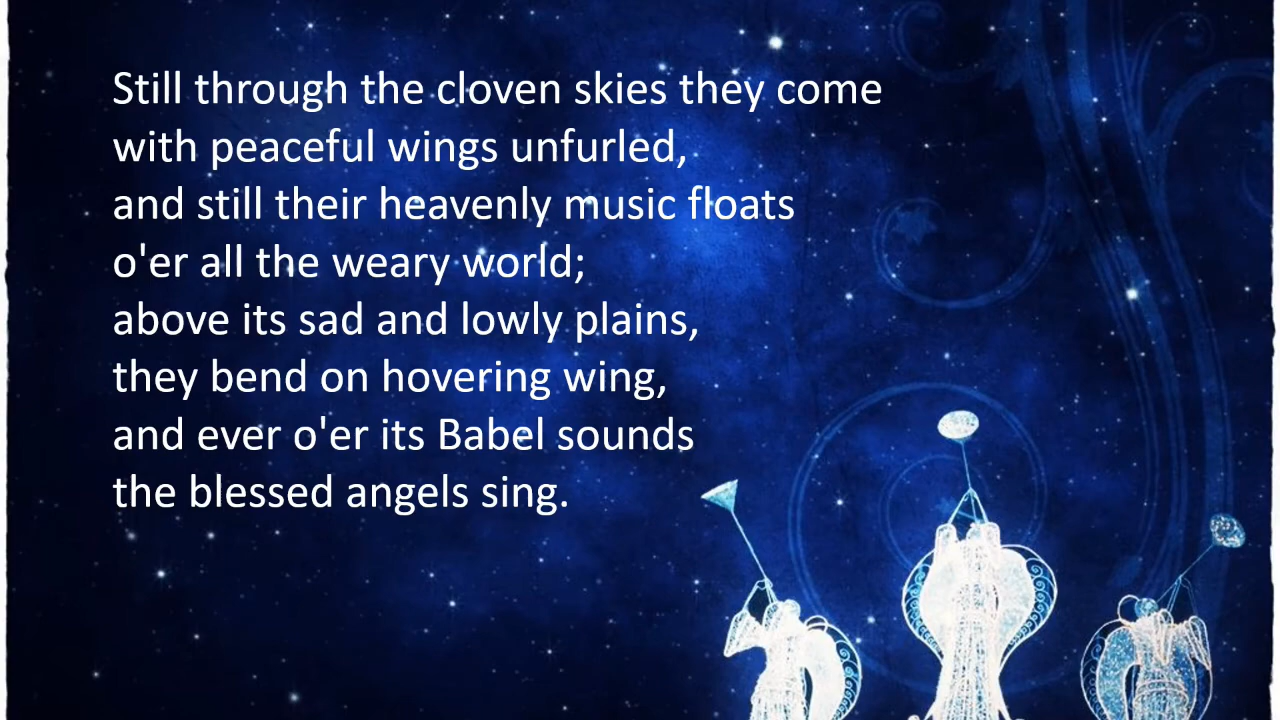 Still through the cloven skies they come
with peaceful wings unfurled,
and still their heavenly music floats
o'er all the weary world;
above its sad and lowly plains,
they bend on hovering wing,
and ever o'er its Babel sounds
the blessed angels sing.